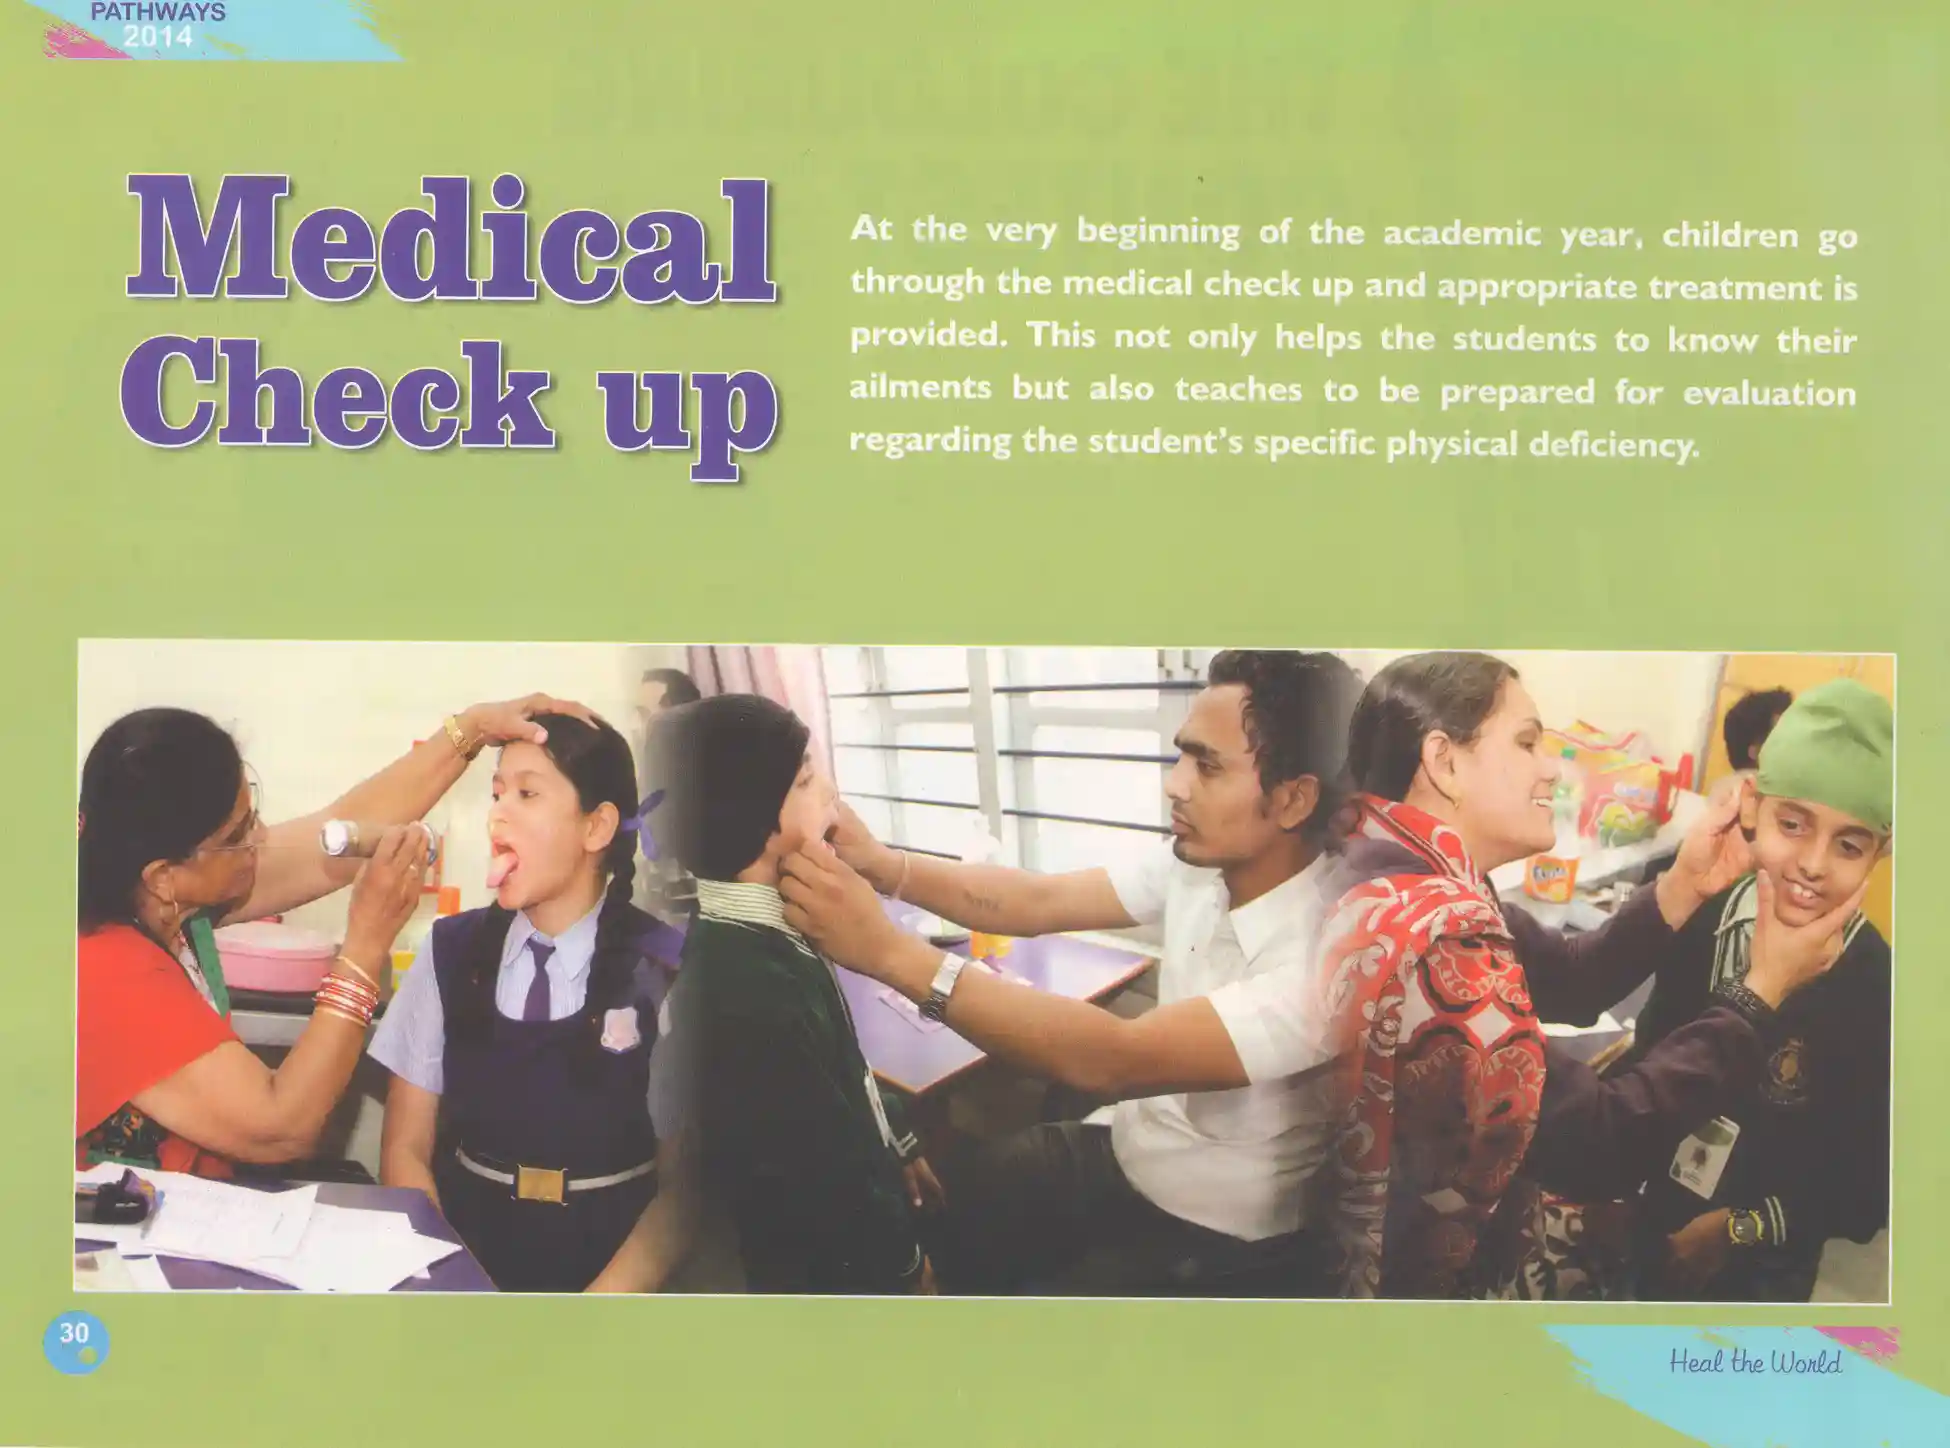 PATHWAYS
2014
Medical
Check up
At the very beginning of the academic year, children go
through the medical check up and appropriate treatment is
provided. This not only helps the students to know their
ailments but also teaches to be prepared for evaluation
regarding the student's specific physical deficiency.
30
Heal the World